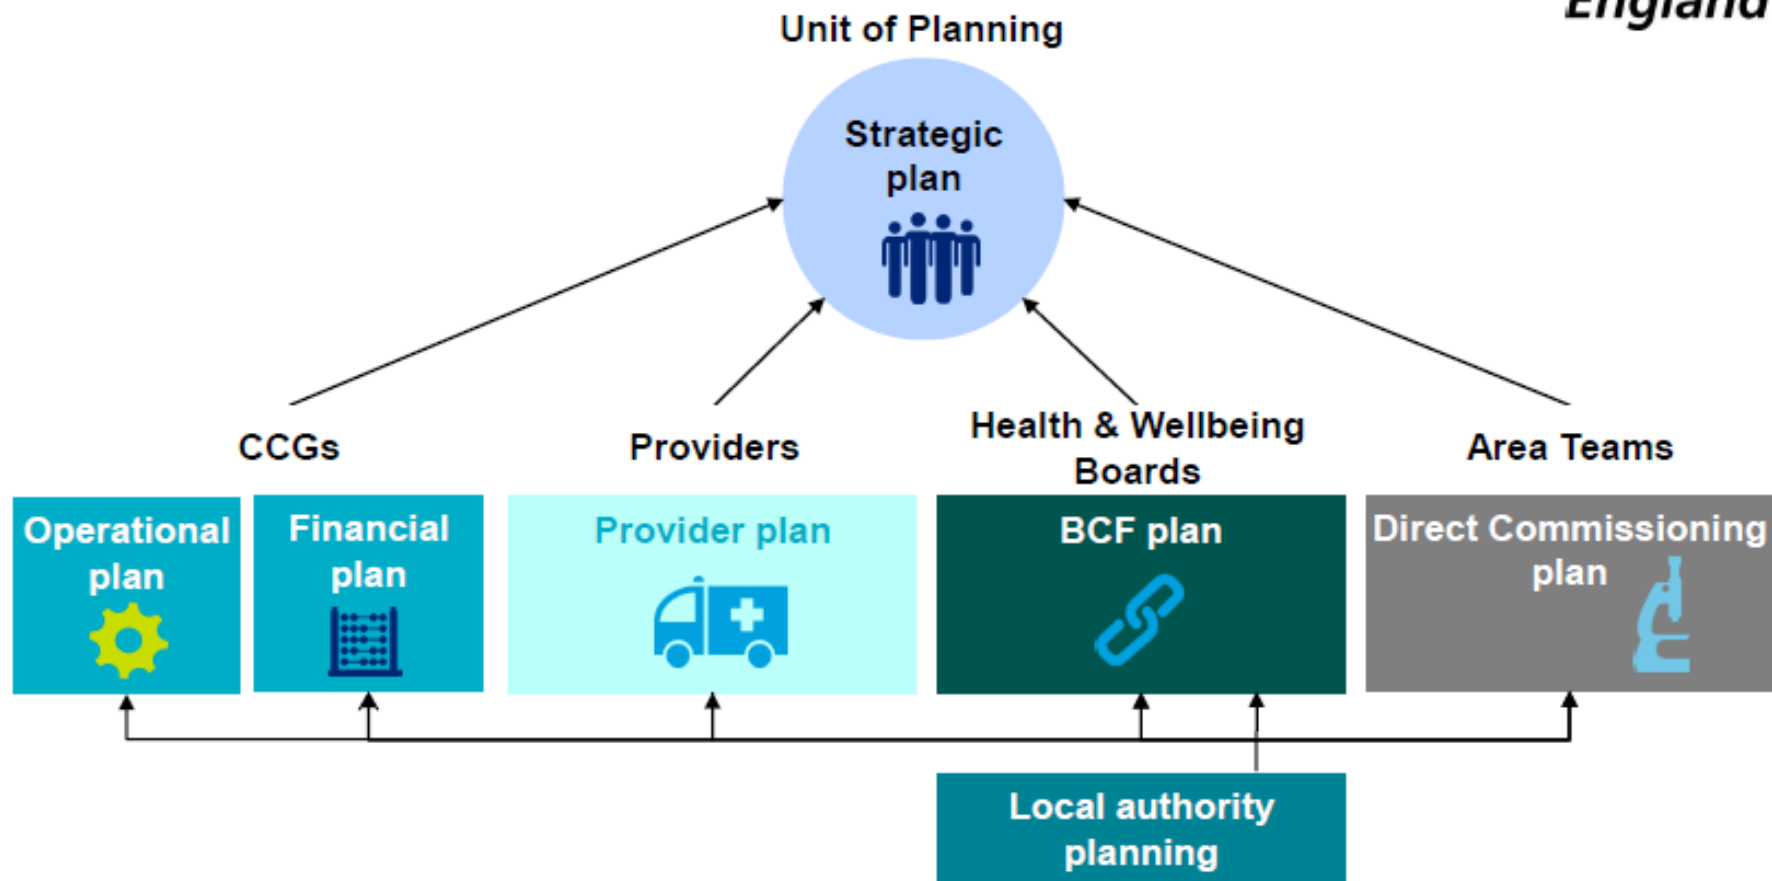 England
Unit of Planning
Strategic
plan
CCGs
Providers
Health & Wellbeing
Boards
Area Teams
Operational
plan
Financial
plan
Provider plan
BCF plan
Direct Commissioning
plan
Local authority
planning